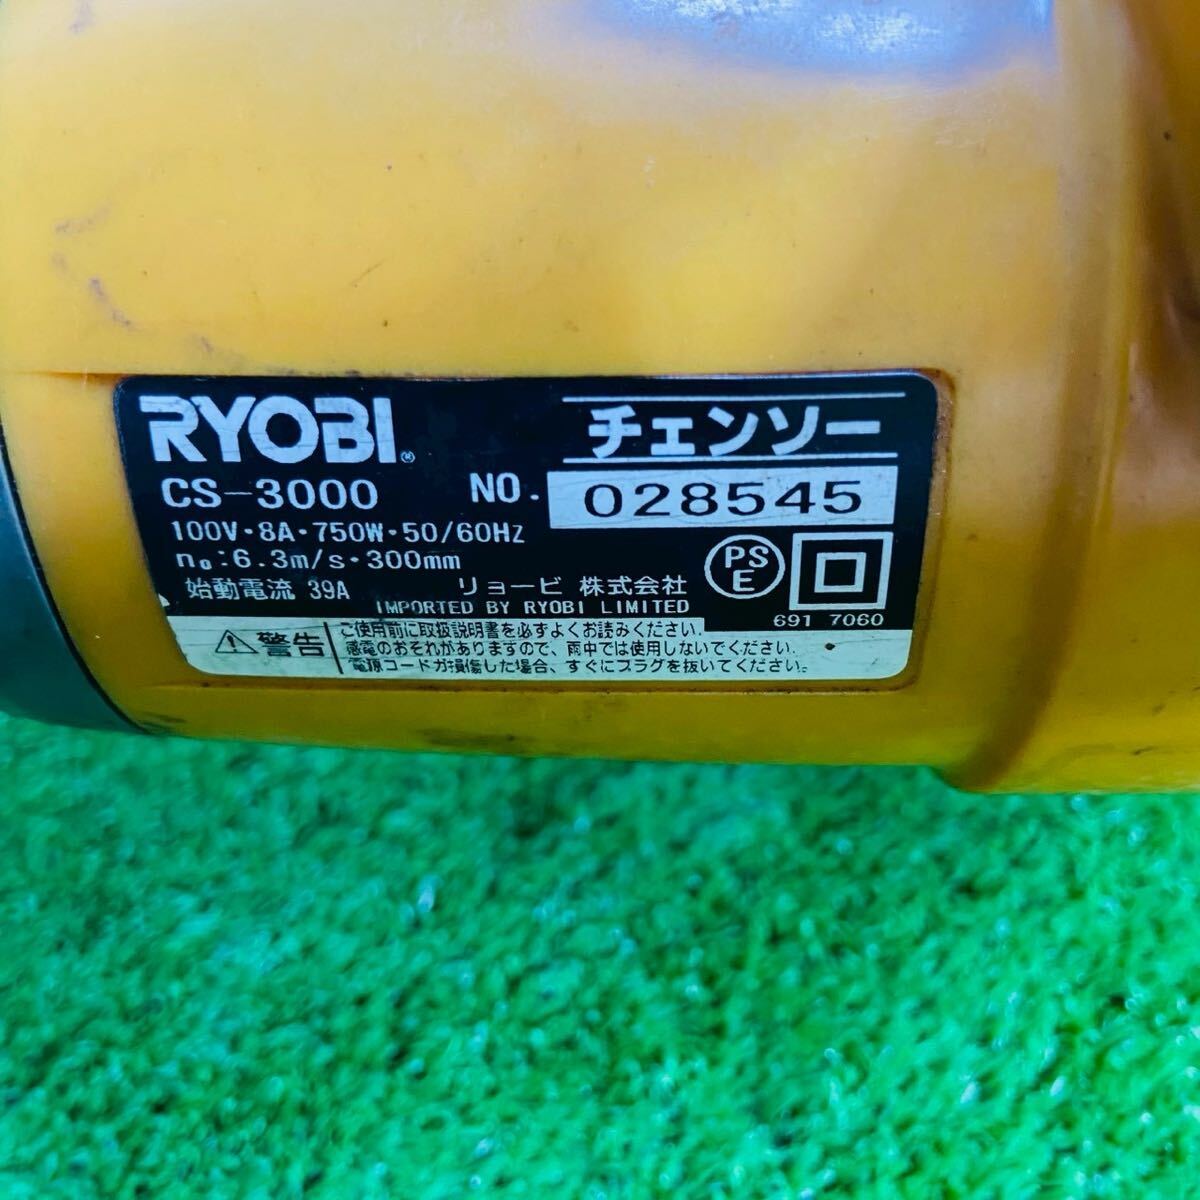 RYOBI®
チェンソー
CS-3000
NO. 028545
100V・8A・750W・50/60Hz
n₀:6.3m/s・300mm
始動電流 39A
リョービ 株式会社
IMPORTED BY RYOBI LIMITED
PS
E
691 7060
⚠警告
ご使用前に取扱説明書を必ずよくお読みください.
感電のおそれがありますので、雨中では使用しないでください.
電源コードが損傷した場合、すぐにプラグを抜いてください。